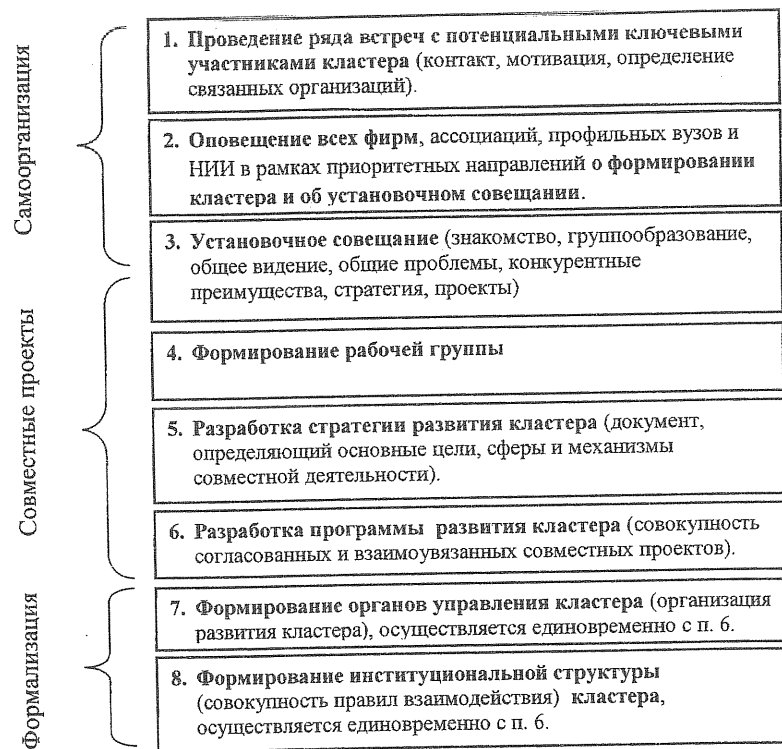 Самоорганизация
1. Проведение ряда встреч с потенциальными ключевыми
участниками кластера (контакт, мотивация, определение
связанных организаций).
2. Оповещение всех фирм, ассоциаций, профильных вузов и
НИИ в рамках приоритетных направлений о формировании
кластера и об установочном совещании.
3. Установочное совещание (знакомство, группообразование,
общее видение, общие проблемы, конкурентные
преимущества, стратегия, проекты)
Совместные проекты
4. Формирование рабочей группы
5. Разработка стратегии развития кластера (документ,
определяющий основные цели, сферы и механизмы
совместной деятельности).
6. Разработка программы развития кластера (совокупность
согласованных и взаимоувязанных совместных проектов).
Формализация
7. Формирование органов управления кластера (организация
развития кластера), осуществляется единовременно с п. 6.
8. Формирование институциональной структуры
(совокупность правил взаимодействия) кластера,
осуществляется единовременно с п. 6.